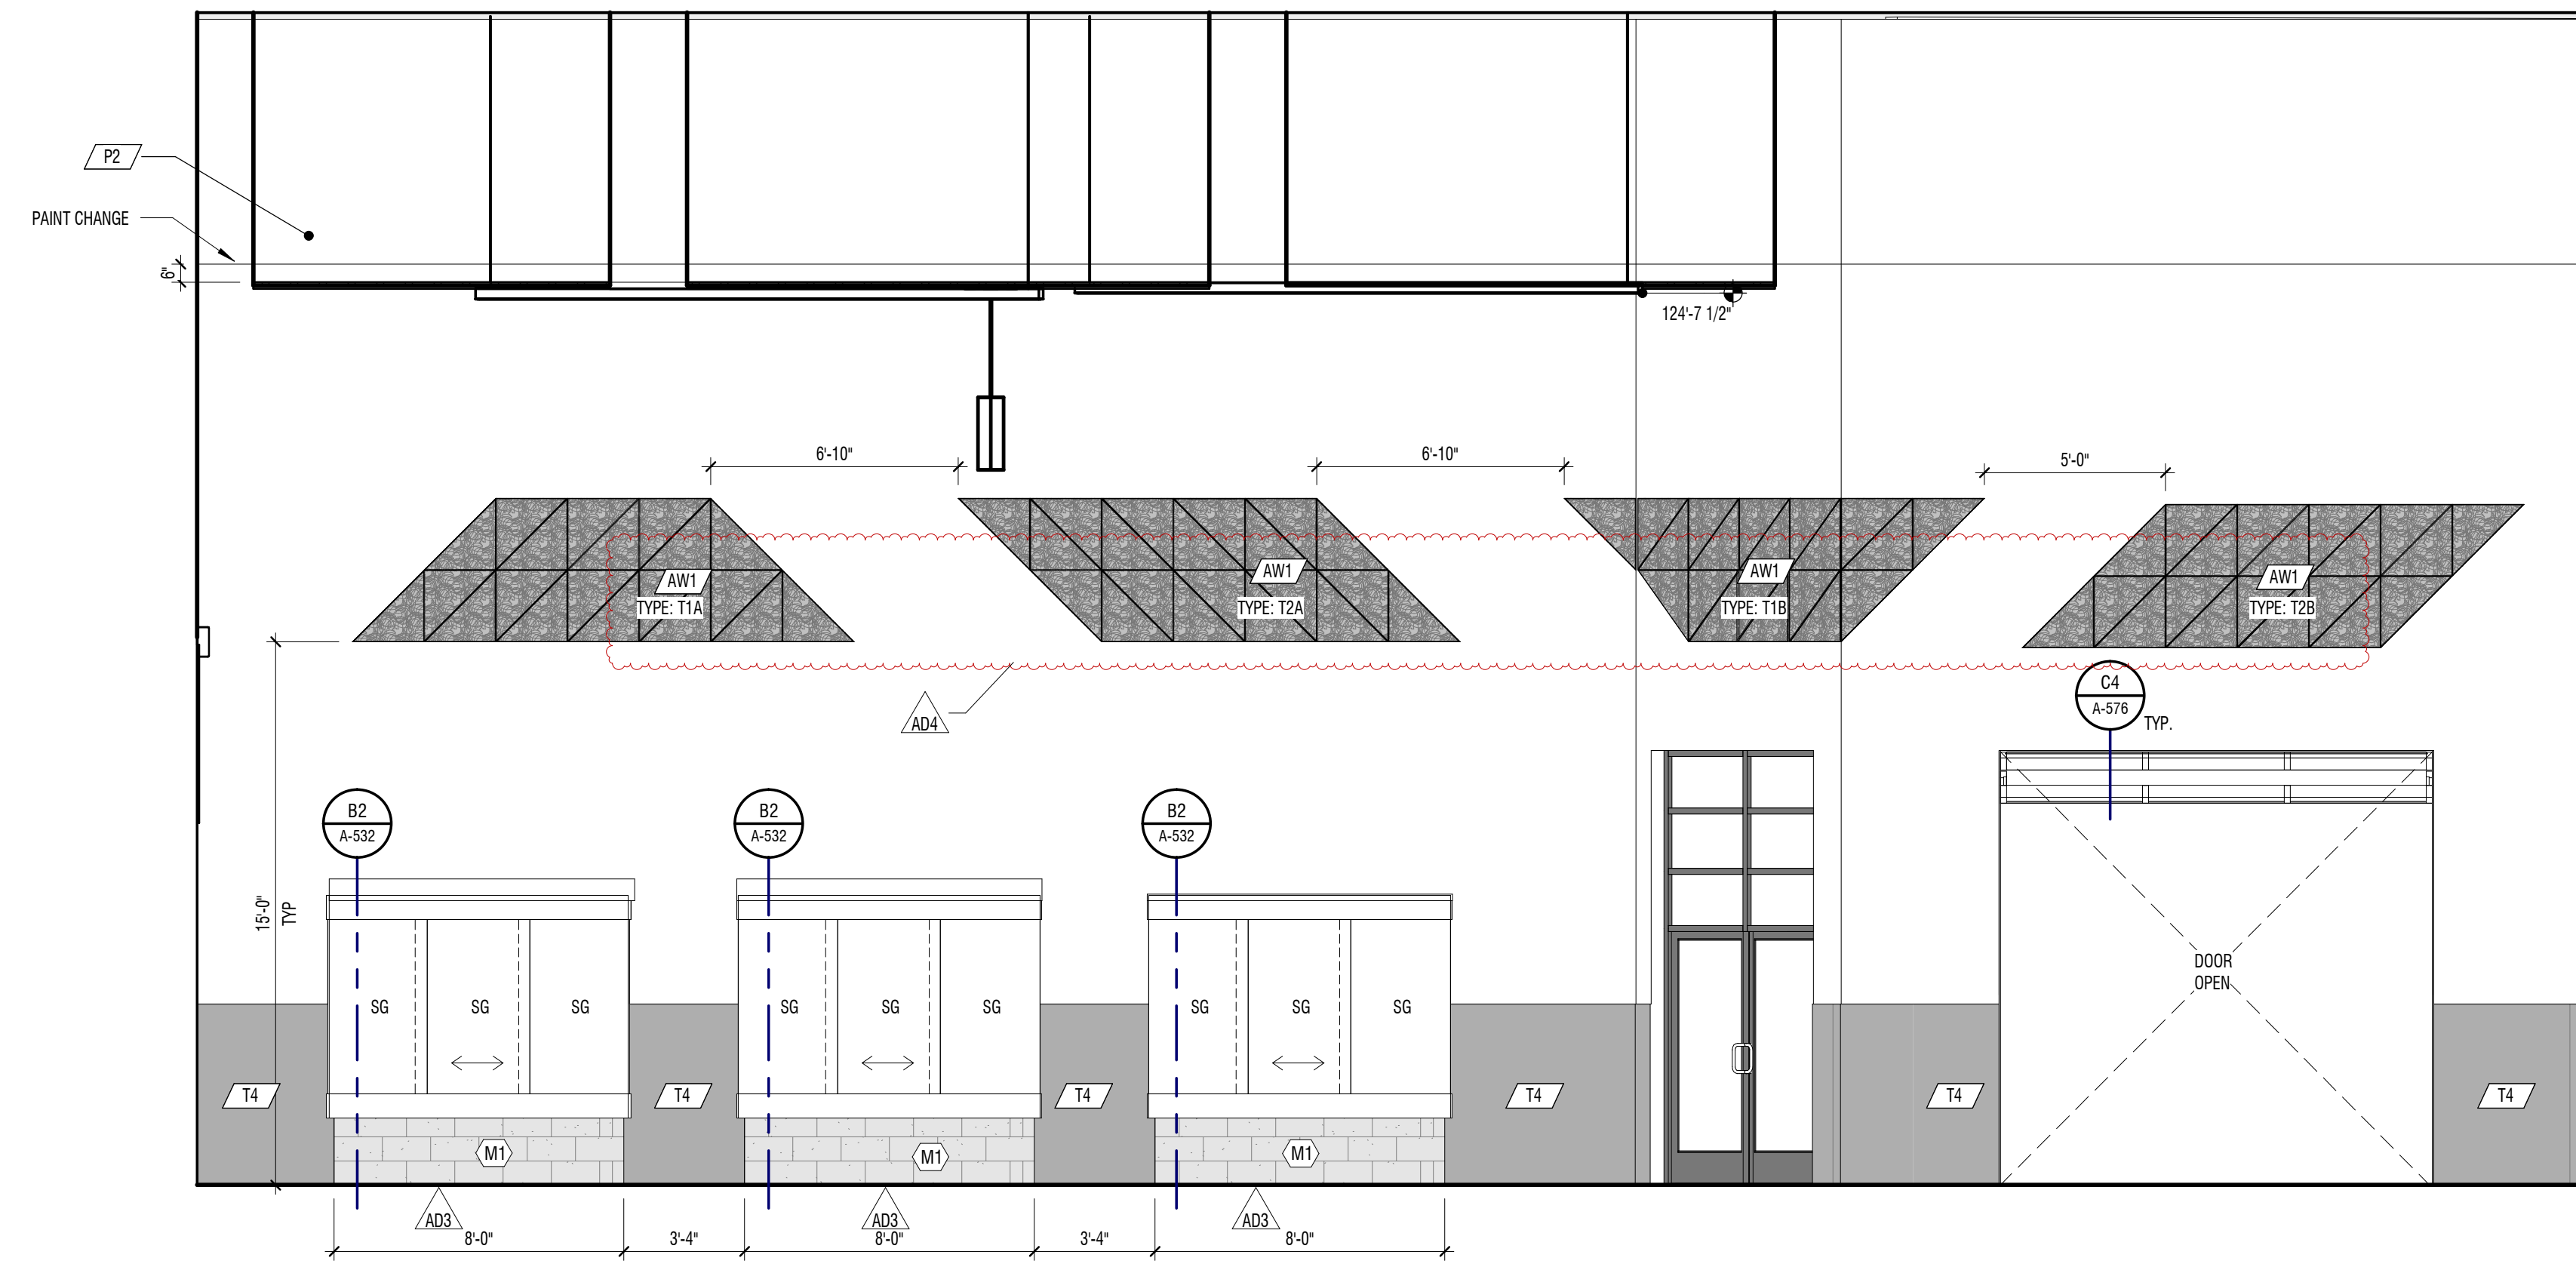 P2
PAINT CHANGE
6"
124'-7 1/2"
6'-10"
6'-10"
5'-0"
AW1
TYPE: T1A
AW1
TYPE: T2A
AW1
TYPE: T1B
AW1
TYPE: T2B
AD4
C4
A-576
TYP.
B2
A-532
B2
A-532
B2
A-532
15'-0"
TYP
DOOR
OPEN
SG SG SG
SG SG SG
SG SG SG
T4
T4
T4
T4
T4
T4
M1
M1
M1
AD3
AD3
AD3
8'-0"
3'-4"
8'-0"
3'-4"
8'-0"